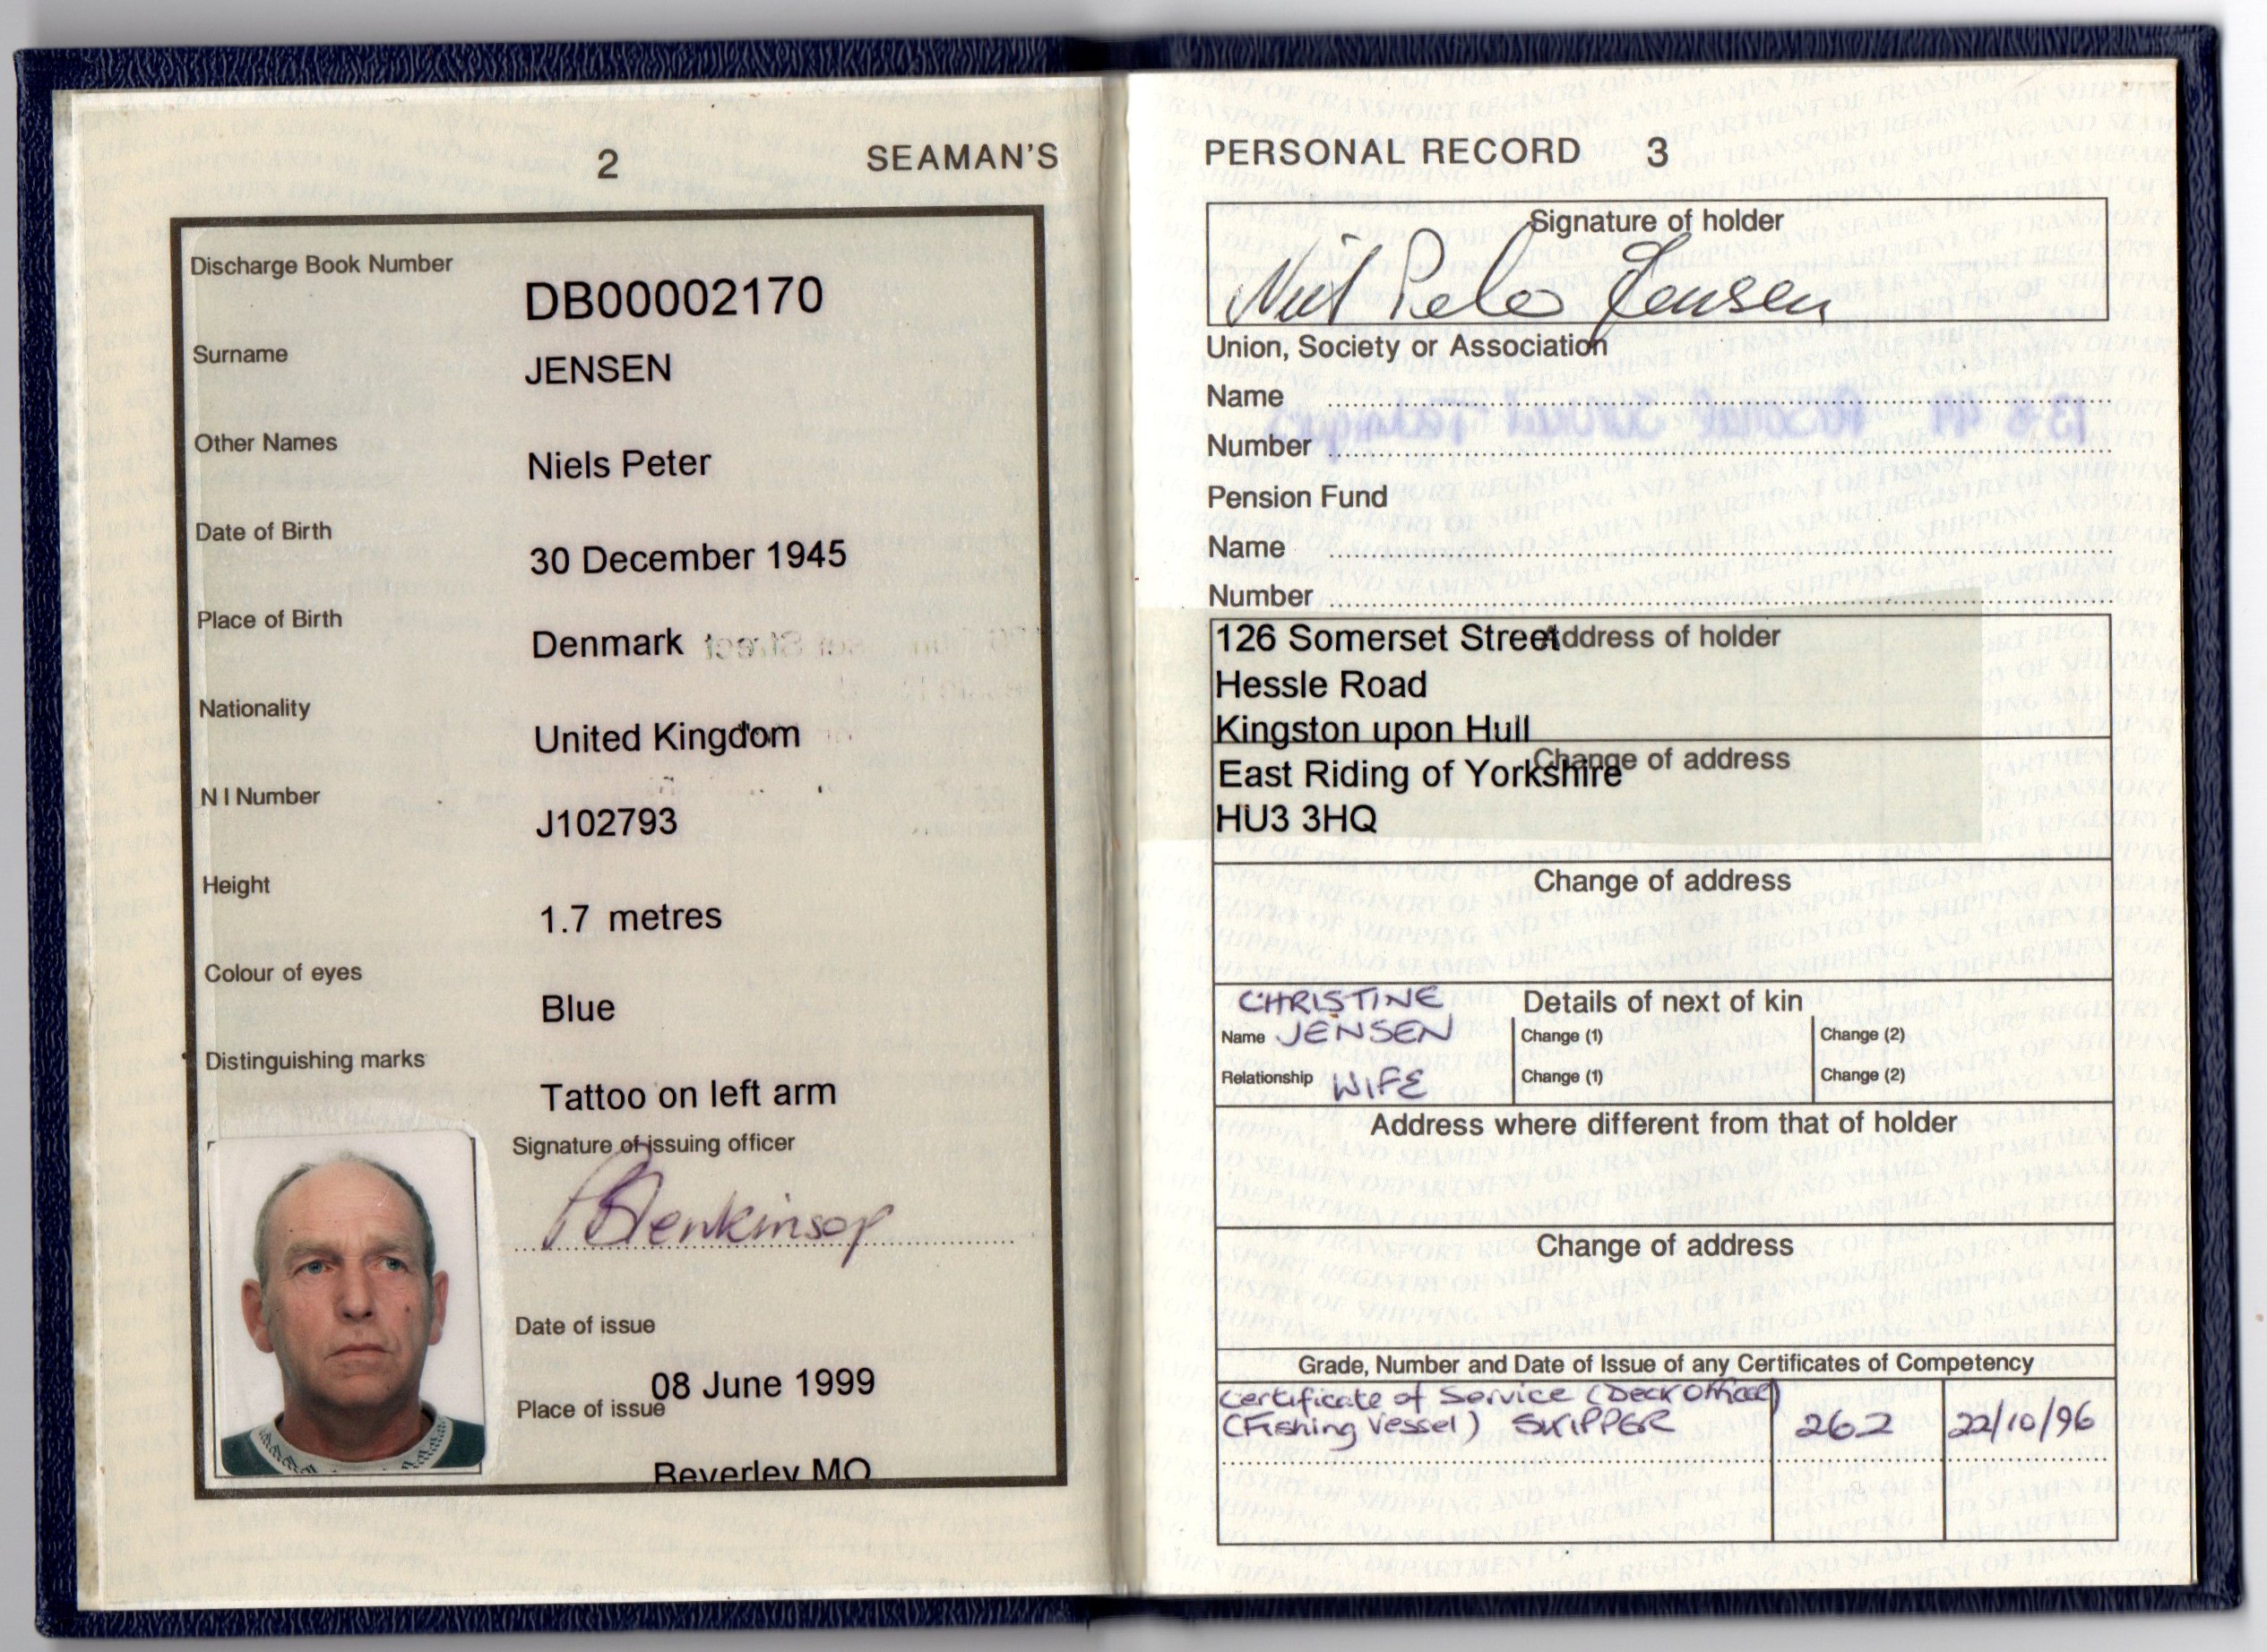 2 SEAMAN'S
Discharge Book Number
DB00002170
Surname
JENSEN
Other Names
Niels Peter
Date of Birth
30 December 1945
Place of Birth
Denmark
Nationality
United Kingdom
N I Number
J102793
Height
1.7 metres
Colour of eyes
Blue
Distinguishing marks
Tattoo on left arm
Signature of issuing officer
Date of issue
08 June 1999
Place of issue
Beverley MO
PERSONAL RECORD 3
Signature of holder
Jensen
Union, Society or Association
Name
Number
Pension Fund
Name
Number
126 Somerset Street Address of holder
Hessle Road
Kingston upon Hull
Change of address
East Riding of Yorkshire
HU3 3HQ
Change of address
CHRISTINE Details of next of kin
Name JENSEN Change (1) Change (2)
Relationship WIFE Change (1) Change (2)
Address where different from that of holder
Change of address
Grade, Number and Date of Issue of any Certificates of Competency
Certificate of Service (Deck Officer)
(Fishing Vessel) SKIPPER 262 22/10/96